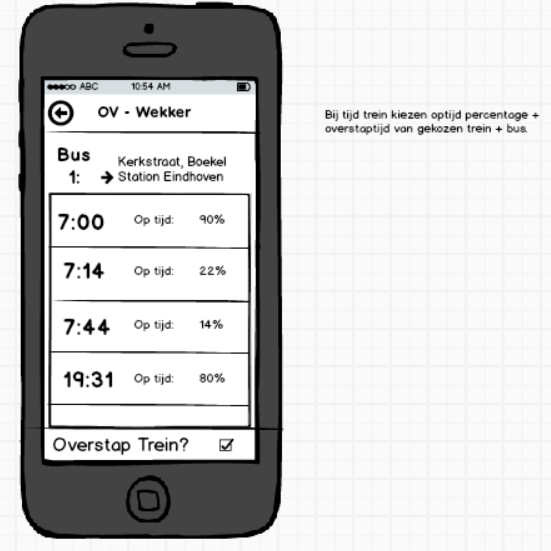 ABC 10:54 AM
OV - Wekker
Bij tijd trein kiezen optijd percentage +
overstaptijd van gekozen trein + bus.
Bus
1:
Kerkstraat, Boekel
Station Eindhoven
7:00 Op tijd: 90%
7:14 Op tijd: 22%
7:44 Op tijd: 14%
19:31 Op tijd: 80%
Overstap Trein?